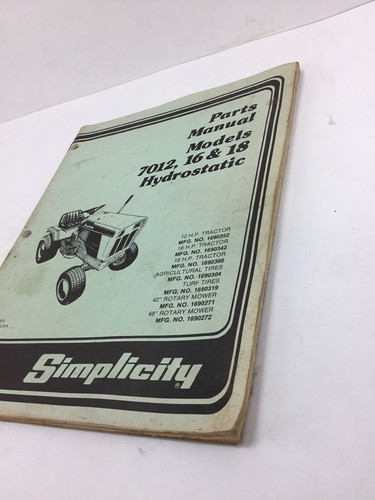 Parts
Manual
Models
7012, 16 & 18
Hydrostatic
12 H.P. TRACTOR
MFG. NO. 1690352
16 H.P. TRACTOR
MFG. NO. 1690342
18 H.P. TRACTOR
MFG. NO. 1690366
AGRICULTURAL TIRES
MFG. NO. 1690304
TURF TIRES
MFG. NO. 1690319
42" ROTARY MOWER
MFG. NO. 1690271
48" ROTARY MOWER
MFG. NO. 1690272
Simplicity®